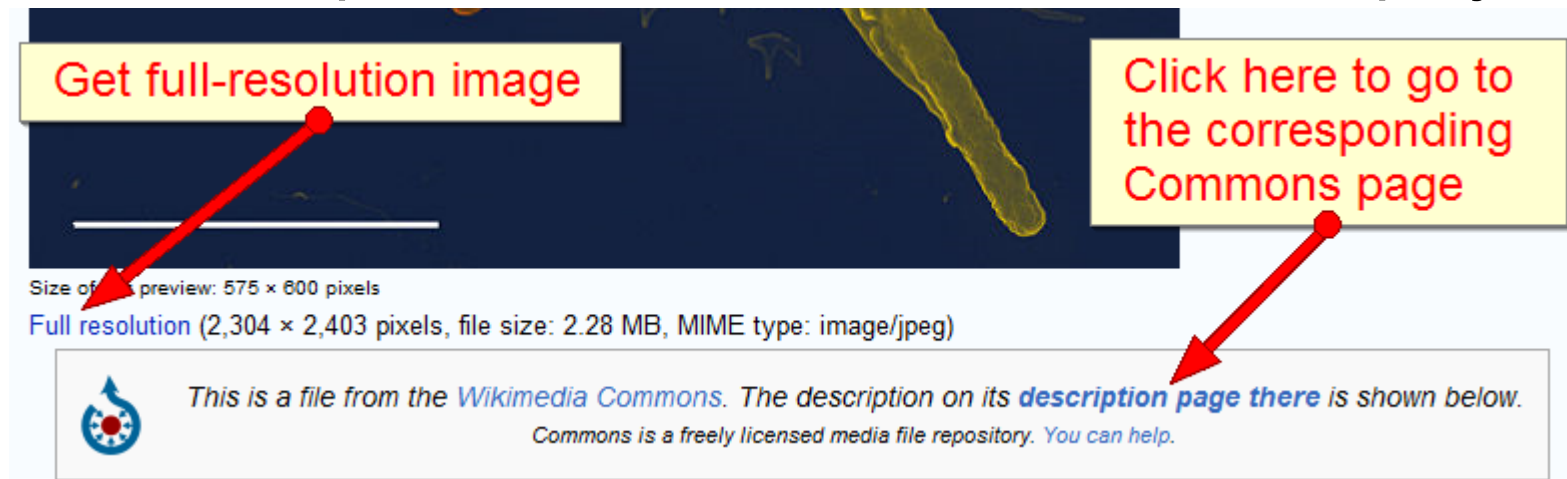 Get full-resolution image
Click here to go to
the corresponding
Commons page
Size of preview: 575 × 600 pixels
Full resolution (2,304 × 2,403 pixels, file size: 2.28 MB, MIME type: image/jpeg)
This is a file from the Wikimedia Commons. The description on its description page there is shown below.
Commons is a freely licensed media file repository. You can help.